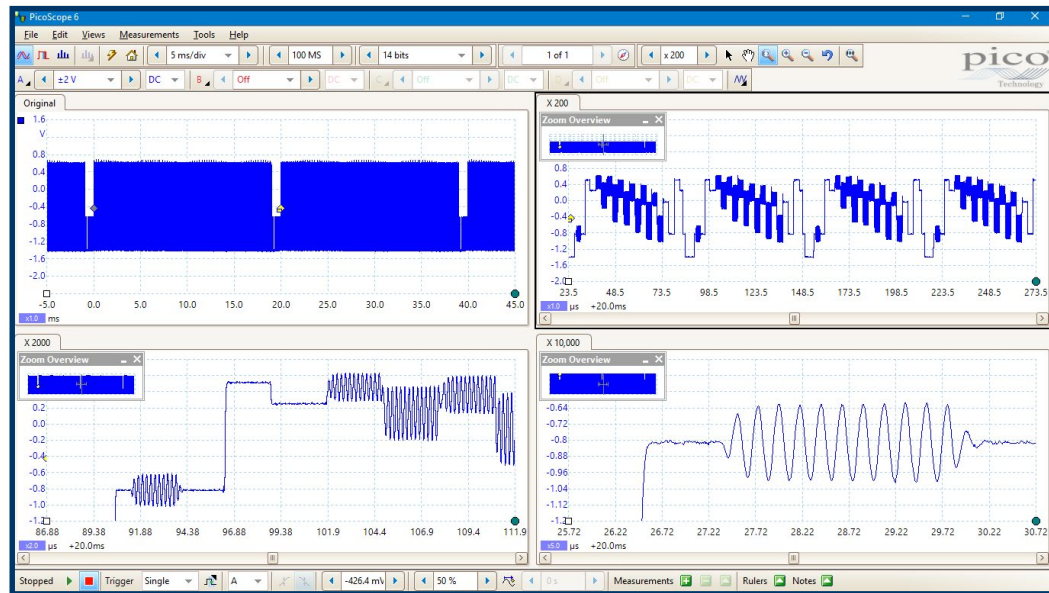 PicoScope 6
File Edit Views Measurements Tools Help
5 ms/div 100 MS 14 bits 1 of 1 x 200
pico
Technology
A ±2 V DC B Off DC C Off DC D Off DC
Original
1.6
V
0.8
0.4
0.0
-0.4
-0.8
-1.2
-1.6
-2.0
-5.0 0.0 5.0 10.0 15.0 20.0 25.0 30.0 35.0 40.0 45.0
x1.0 ms
X 200
Zoom Overview
0.8
0.4
0.0
-0.4
-0.8
-1.2
-1.6
-2.0
23.5 48.5 73.5 98.5 123.5 148.5 173.5 198.5 223.5 248.5 273.5
x1.0 µs +20.0ms
X 2000
Zoom Overview
0.2
0.0
-0.2
-0.4
-0.6
-0.8
-1.0
-1.2
86.88 89.38 91.88 94.38 96.88 99.38 101.9 104.4 106.9 109.4 111.9
x2.0 µs +20.0ms
X 10,000
Zoom Overview
-0.64
-0.72
-0.8
-0.88
-0.96
-1.04
-1.12
-1.2
25.72 26.22 26.72 27.22 27.72 28.22 28.72 29.22 29.72 30.22 30.72
x5.0 µs +20.0ms
Stopped Trigger Single A -426.4 mV 50 % 0 s Measurements Rulers Notes